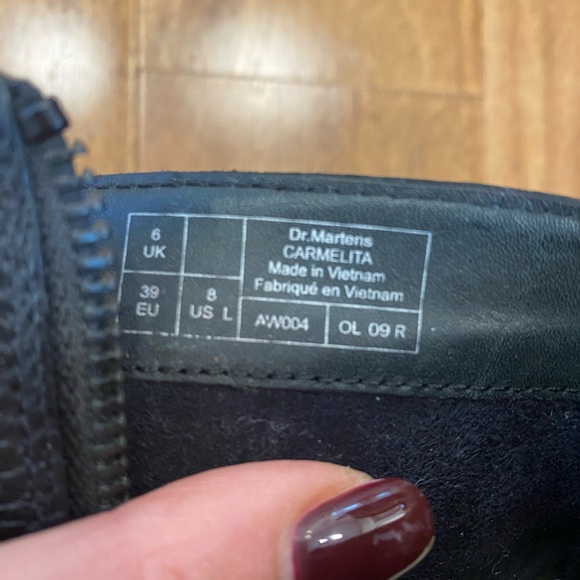 6
UK
39
EU
8
US L
Dr.Martens
CARMELITA
Made in Vietnam
Fabriqué en Vietnam
AW004
OL 09 R